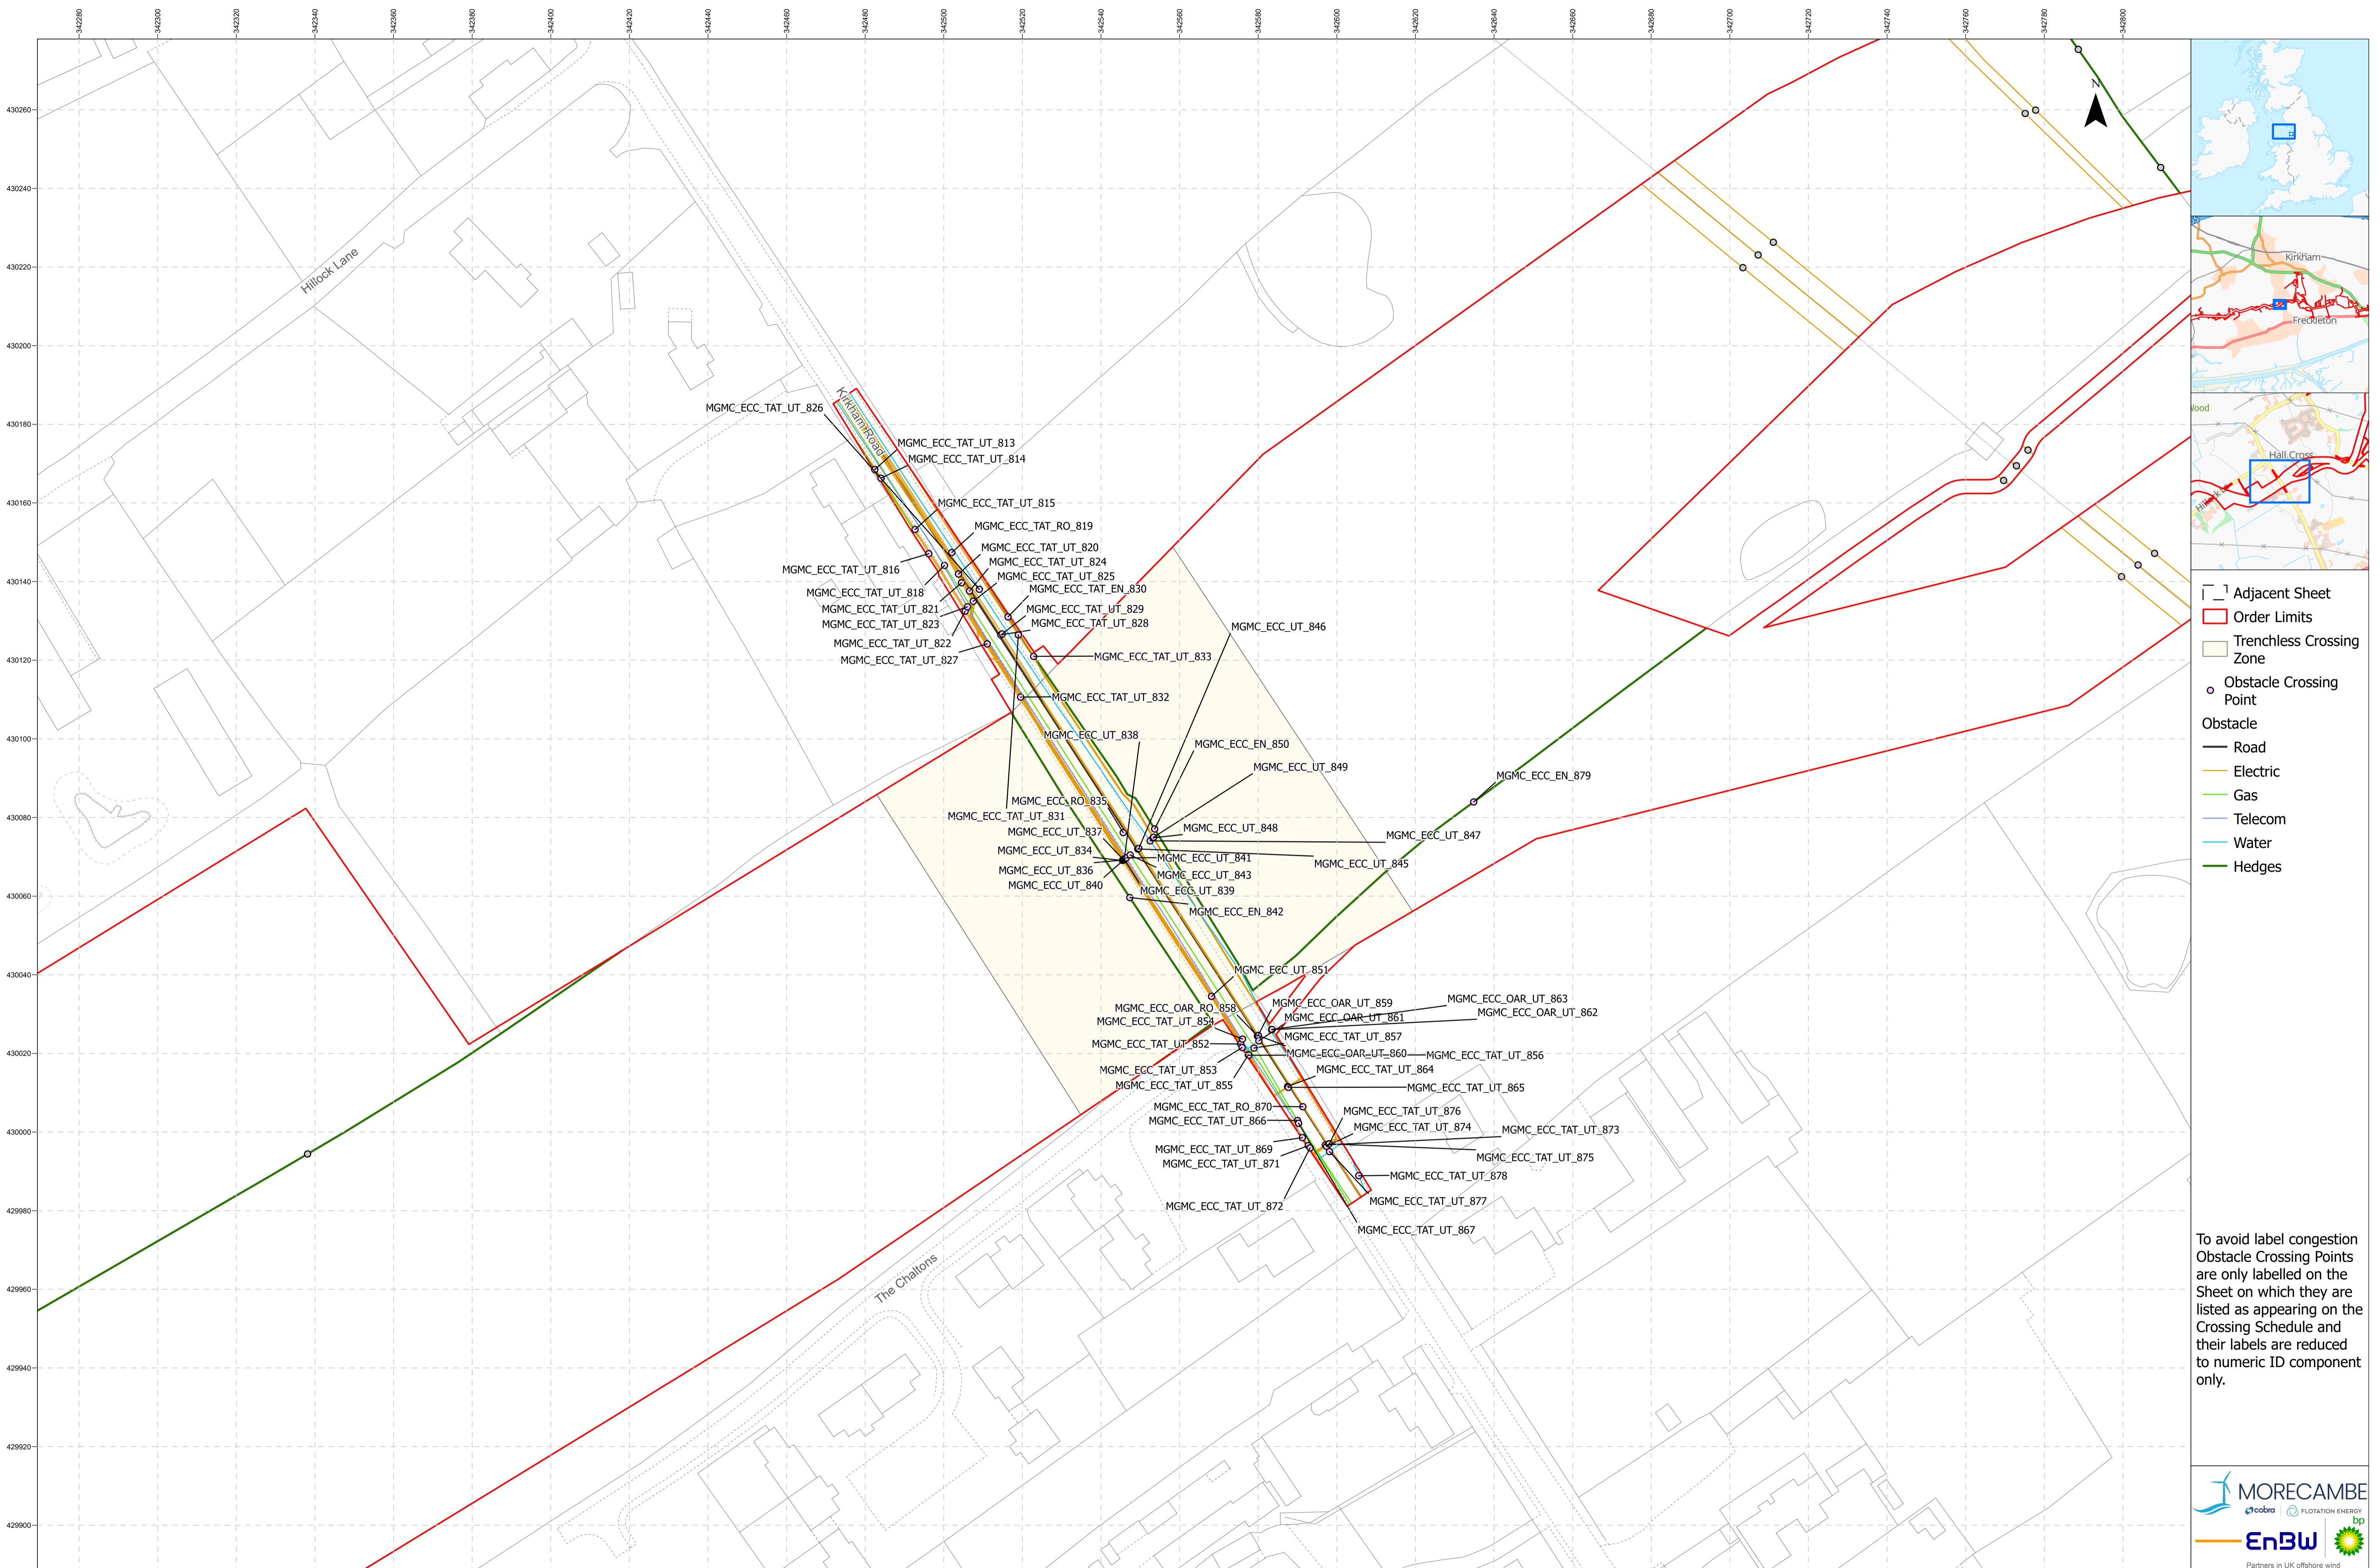 342280
342300
342320
342340
342360
342380
342400
342420
342440
342460
342480
342500
342520
342540
342560
342580
342600
342620
342640
342660
342680
342700
342720
342740
342760
342780
342800
430260
430240
430220
430200
430180
430160
430140
430120
430100
430080
430060
430040
430020
430000
429980
429960
429940
429920
429900
N
Hillock Lane
Kirkham Road
The Chaltons
MGMC_ECC_TAT_UT_826
MGMC_ECC_TAT_UT_813
MGMC_ECC_TAT_UT_814
MGMC_ECC_TAT_UT_815
MGMC_ECC_TAT_RO_819
MGMC_ECC_TAT_UT_820
MGMC_ECC_TAT_UT_824
MGMC_ECC_TAT_UT_816
MGMC_ECC_TAT_UT_825
MGMC_ECC_TAT_EN_830
MGMC_ECC_TAT_UT_818
MGMC_ECC_TAT_UT_821
MGMC_ECC_TAT_UT_829
MGMC_ECC_TAT_UT_823
MGMC_ECC_TAT_UT_828
MGMC_ECC_UT_846
MGMC_ECC_TAT_UT_822
MGMC_ECC_TAT_UT_827
MGMC_ECC_TAT_UT_833
MGMC_ECC_TAT_UT_832
MGMC_ECC_UT_838
MGMC_ECC_EN_850
MGMC_ECC_UT_849
MGMC_ECC_EN_879
MGMC_ECC_RO_835
MGMC_ECC_TAT_UT_831
MGMC_ECC_UT_848
MGMC_ECC_UT_837
MGMC_ECC_UT_847
MGMC_ECC_UT_834
MGMC_ECC_UT_841
MGMC_ECC_UT_845
MGMC_ECC_UT_836
MGMC_ECC_UT_843
MGMC_ECC_UT_840
MGMC_ECC_UT_839
MGMC_ECC_EN_842
MGMC_ECC_UT_851
MGMC_ECC_OAR_UT_863
MGMC_ECC_OAR_UT_859
MGMC_ECC_OAR_RO_858
MGMC_ECC_OAR_UT_862
MGMC_ECC_OAR_UT_861
MGMC_ECC_TAT_UT_854
MGMC_ECC_TAT_UT_857
MGMC_ECC_TAT_UT_852
MGMC_ECC_OAR_UT_860
MGMC_ECC_TAT_UT_856
MGMC_ECC_TAT_UT_853
MGMC_ECC_TAT_UT_864
MGMC_ECC_TAT_UT_855
MGMC_ECC_TAT_UT_865
MGMC_ECC_TAT_RO_870
MGMC_ECC_TAT_UT_876
MGMC_ECC_TAT_UT_866
MGMC_ECC_TAT_UT_874
MGMC_ECC_TAT_UT_873
MGMC_ECC_TAT_UT_869
MGMC_ECC_TAT_UT_875
MGMC_ECC_TAT_UT_871
MGMC_ECC_TAT_UT_878
MGMC_ECC_TAT_UT_877
MGMC_ECC_TAT_UT_872
MGMC_ECC_TAT_UT_867
Kirkham
Freckleton
Hall Cross
Adjacent Sheet
Order Limits
Trenchless Crossing
Zone
Obstacle Crossing
Point
Obstacle
Road
Electric
Gas
Telecom
Water
Hedges
To avoid label congestion
Obstacle Crossing Points
are only labelled on the
Sheet on which they are
listed as appearing on the
Crossing Schedule and
their labels are reduced
to numeric ID component
only.
MORECAMBE
cobra
FLOTATION ENERGY
EnBW
bp
Partners in UK offshore wind